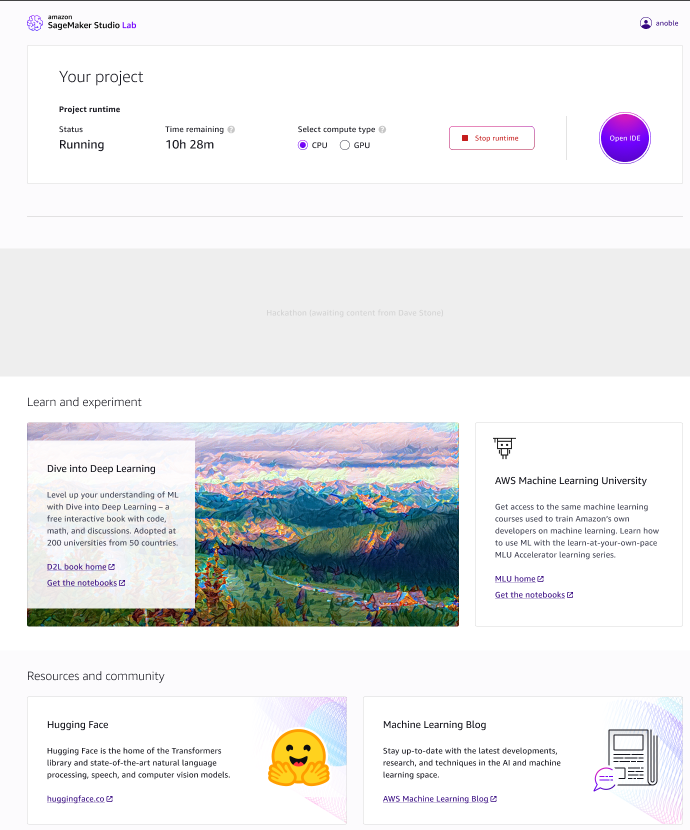 amazon
SageMaker Studio Lab
anoble
Your project
Project runtime
Status
Time remaining
Select compute type
Running
10h 28m
CPU
GPU
Stop runtime
Open IDE
Hackathon (awaiting content from Dave Stone)
Learn and experiment
Dive into Deep Learning
Level up your understanding of ML
with Dive into Deep Learning – a
free interactive book with code,
math, and discussions. Adopted at
200 universities from 50 countries.
D2L book home
Get the notebooks
AWS Machine Learning University
Get access to the same machine learning
courses used to train Amazon's own
developers on machine learning. Learn how
to use ML with the learn-at-your-own-pace
MLU Accelerator learning series.
MLU home
Get the notebooks
Resources and community
Hugging Face
Hugging Face is the home of the Transformers
library and state-of-the-art natural language
processing, speech, and computer vision models.
huggingface.co
Machine Learning Blog
Stay up-to-date with the latest developments,
research, and techniques in the AI and machine
learning space.
AWS Machine Learning Blog